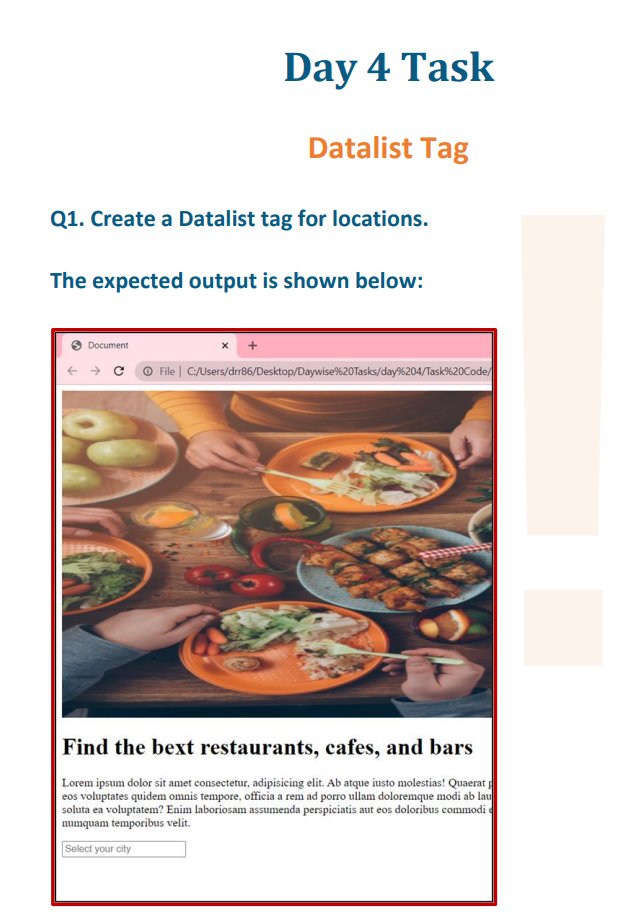 Day 4 Task
Datalist Tag
Q1. Create a Datalist tag for locations.
The expected output is shown below:
Document
File | C:/Users/drr86/Desktop/Daywise%20Tasks/day%204/Task%20Code/
Find the bext restaurants, cafes, and bars
Lorem ipsum dolor sit amet consectetur, adipisicing elit. Ab atque iusto molestias! Quaerat
eos voluptates quidem omnis tempore, officia a rem ad porro ullam doloremque modi ab lau
soluta ea voluptatem? Enim laboriosam assumenda perspiciatis aut eos doloribus commodi
numquam temporibus velit.
Select your city